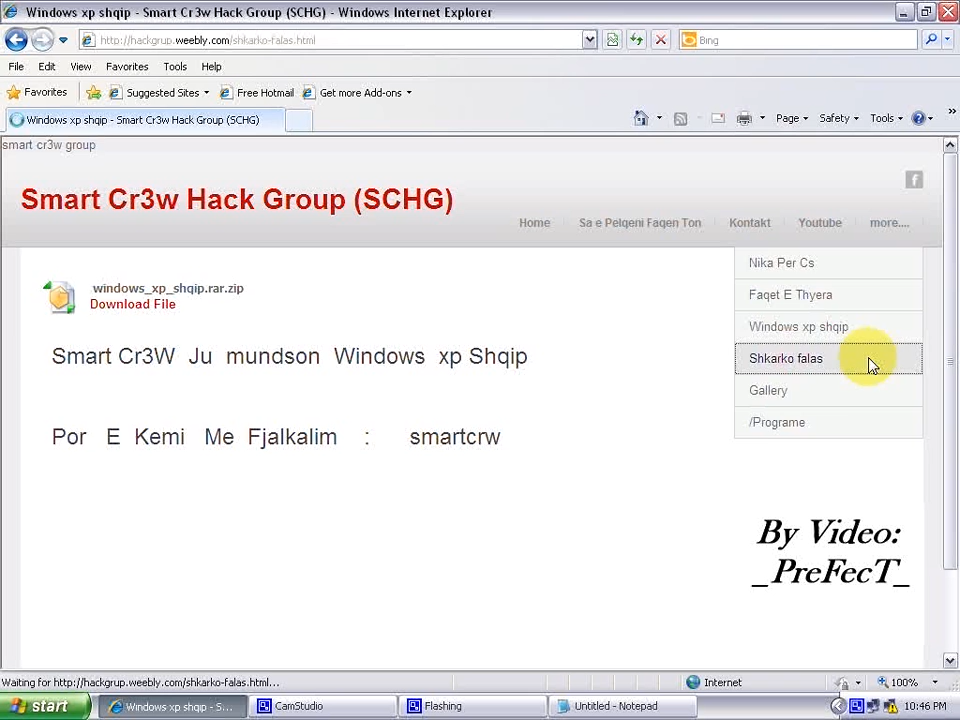 Windows xp shqip - Smart Cr3w Hack Group (SCHG) - Windows Internet Explorer
http://hackgrup.weebly.com/shkarko-falas.html
Bing
File Edit View Favorites Tools Help
Favorites Suggested Sites Free Hotmail Get more Add-ons
Windows xp shqip - Smart Cr3w Hack Group (SCHG)
Page Safety Tools »
smart cr3w group
f
Smart Cr3w Hack Group (SCHG)
Home Sa e Pelqeni Faqen Ton Kontakt Youtube more....
Nika Per Cs
Faqet E Thyera
Windows xp shqip
Shkarko falas
Gallery
/Programe
windows_xp_shqip.rar.zip
Download File
Smart Cr3W Ju mundson Windows xp Shqip
Por E Kemi Me Fjalkalim : smartcrw
By Video:
_PreFecT_
Waiting for http://hackgrup.weebly.com/shkarko-falas.html...
Internet
100%
start
Windows xp shqip - S...
CamStudio
Flashing
Untitled - Notepad
10:46 PM